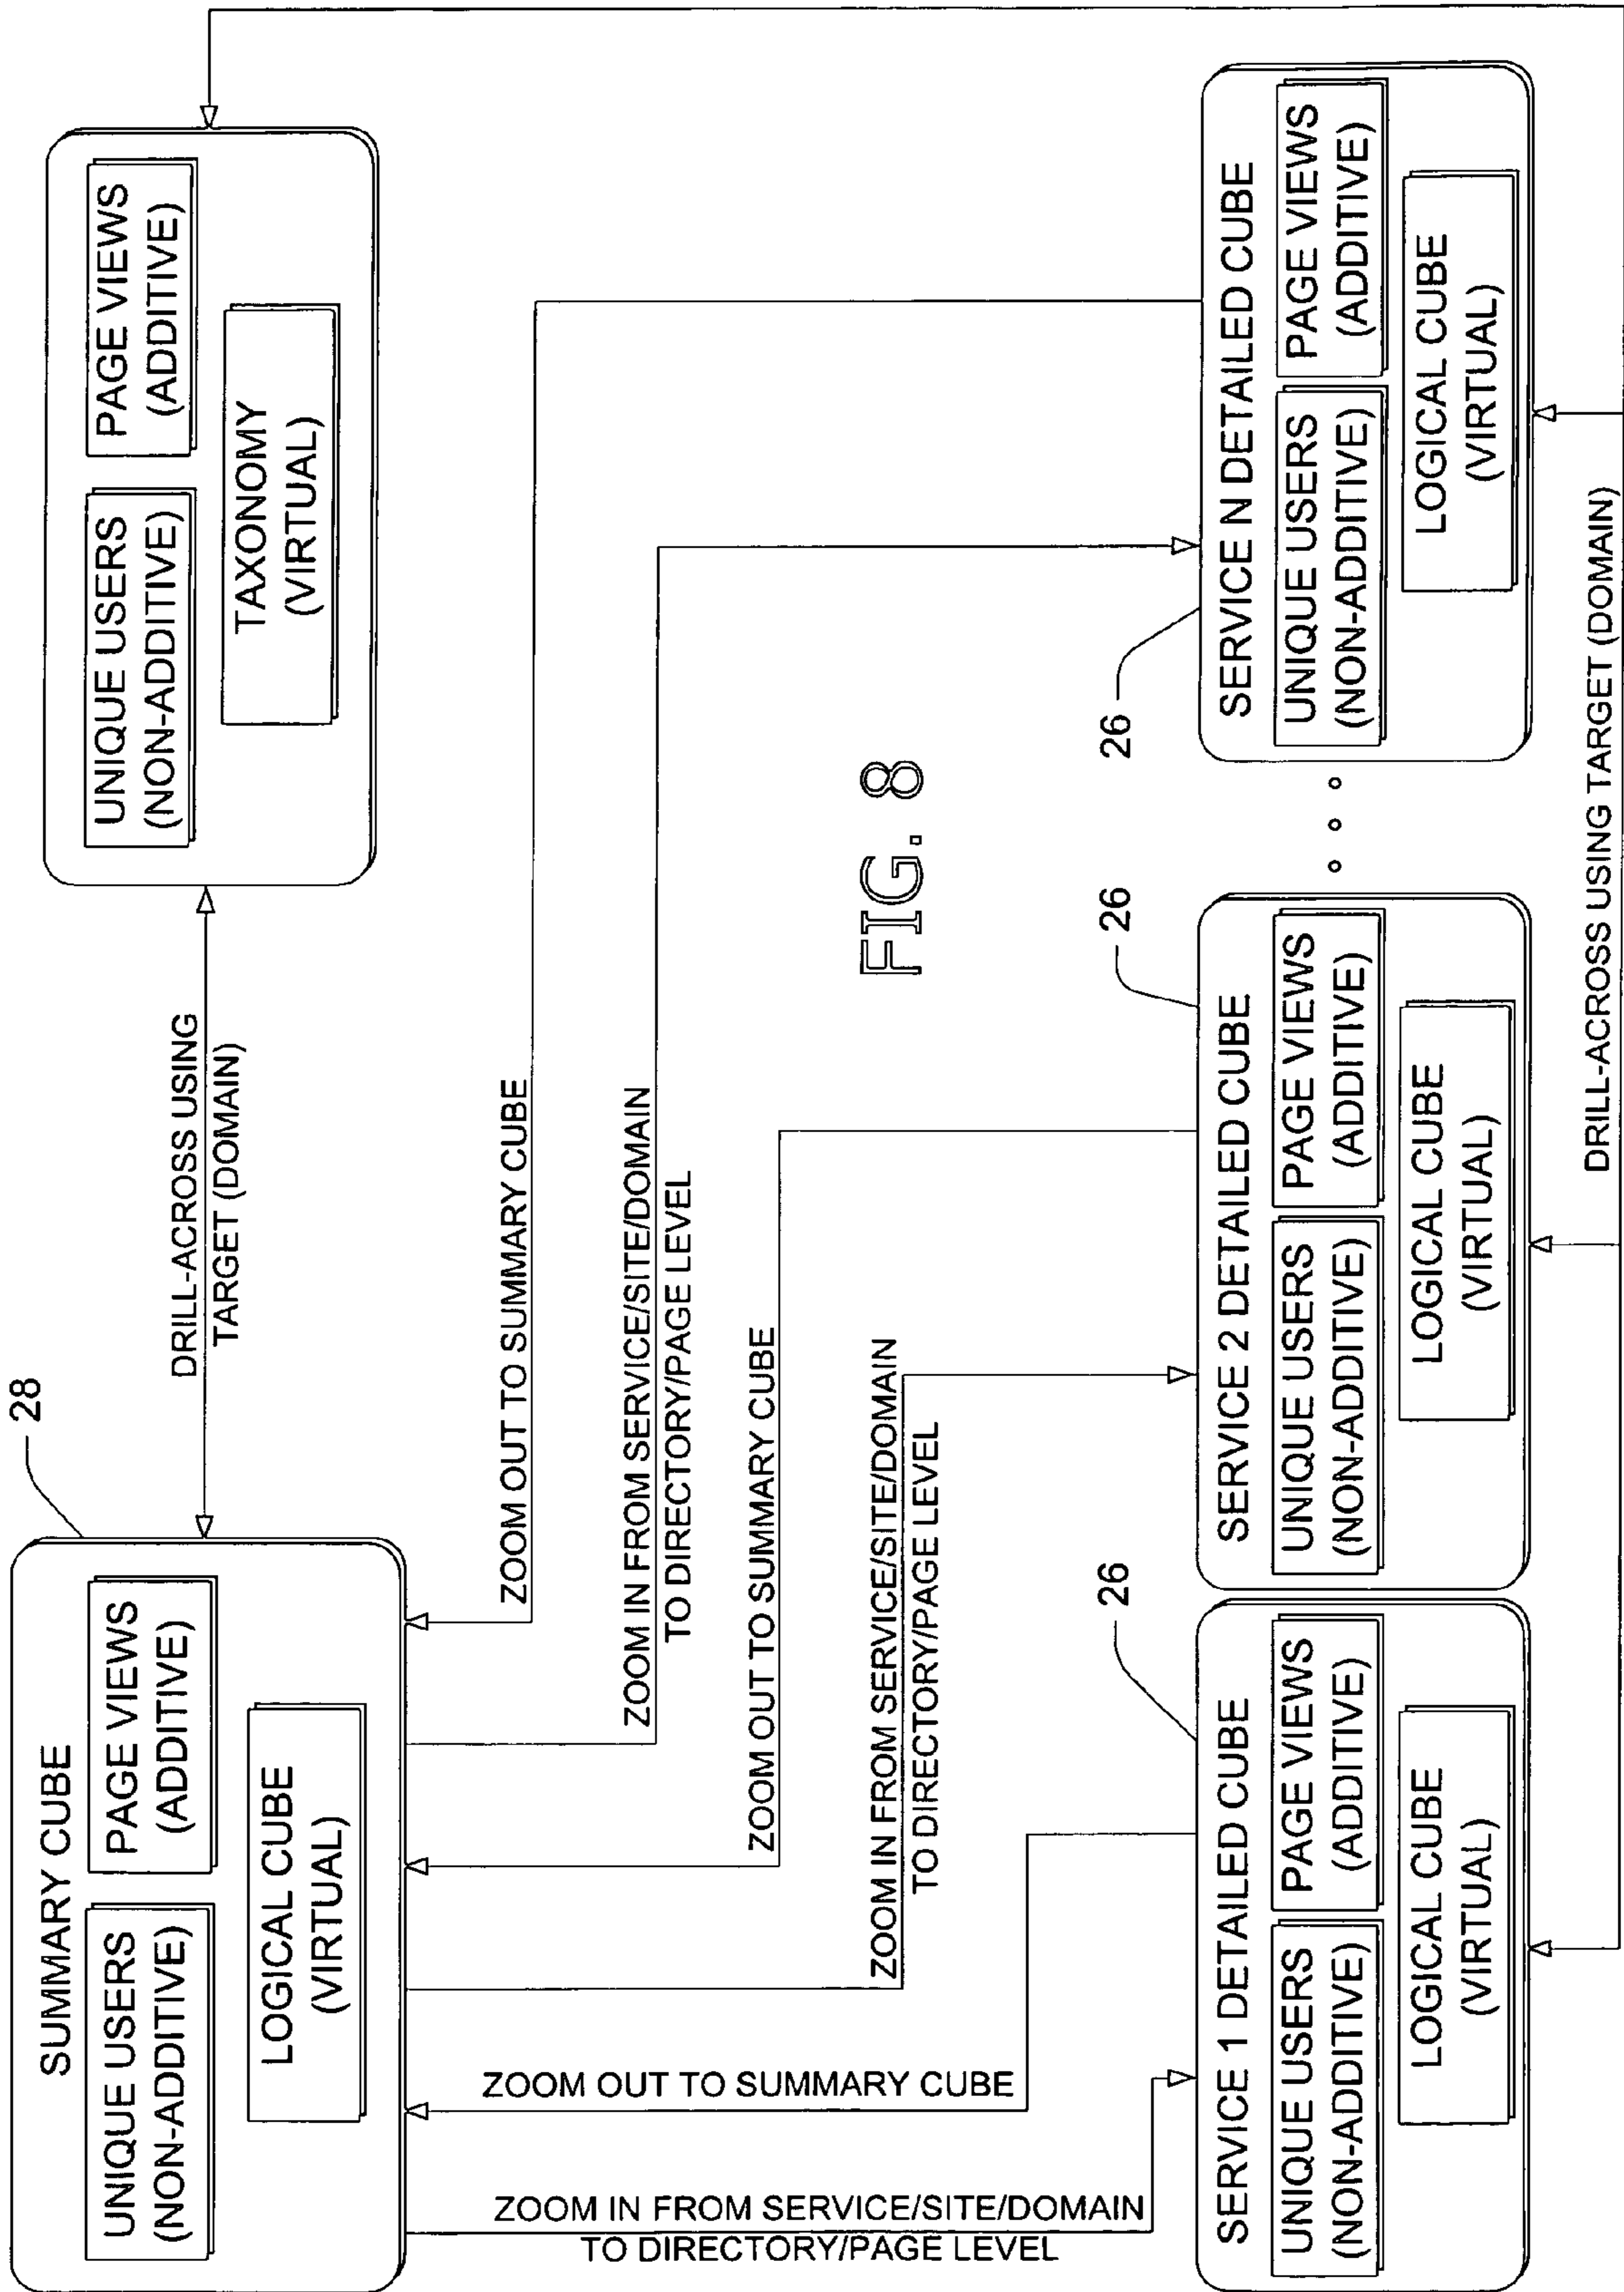 28
SUMMARY CUBE
UNIQUE USERS
(NON-ADDITIVE)
PAGE VIEWS
(ADDITIVE)
LOGICAL CUBE
(VIRTUAL)
DRILL-ACROSS USING
TARGET (DOMAIN)
UNIQUE USERS
(NON-ADDITIVE)
PAGE VIEWS
(ADDITIVE)
TAXONOMY
(VIRTUAL)
ZOOM OUT TO SUMMARY CUBE
ZOOM IN FROM SERVICE/SITE/DOMAIN
TO DIRECTORY/PAGE LEVEL
ZOOM OUT TO SUMMARY CUBE
ZOOM IN FROM SERVICE/SITE/DOMAIN
TO DIRECTORY/PAGE LEVEL
ZOOM OUT TO SUMMARY CUBE
ZOOM IN FROM SERVICE/SITE/DOMAIN
TO DIRECTORY/PAGE LEVEL
FIG. 8
26
SERVICE 1 DETAILED CUBE
UNIQUE USERS
(NON-ADDITIVE)
PAGE VIEWS
(ADDITIVE)
LOGICAL CUBE
(VIRTUAL)
26
SERVICE 2 DETAILED CUBE
UNIQUE USERS
(NON-ADDITIVE)
PAGE VIEWS
(ADDITIVE)
LOGICAL CUBE
(VIRTUAL)
26
SERVICE N DETAILED CUBE
UNIQUE USERS
(NON-ADDITIVE)
PAGE VIEWS
(ADDITIVE)
LOGICAL CUBE
(VIRTUAL)
DRILL-ACROSS USING TARGET (DOMAIN)